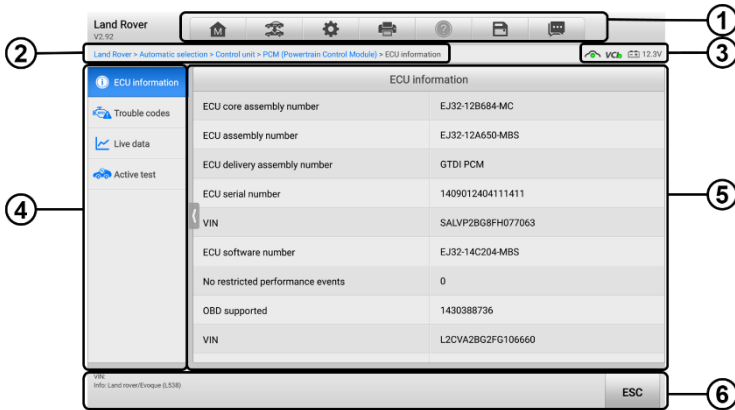 Land Rover
V2.92
M
?
1
2
Land Rover > Automatic selection > Control unit > PCM (Powertrain Control Module) > ECU information
VCI
12.3V
3
ECU information
Trouble codes
Live data
Active test
4
ECU information
ECU core assembly number EJ32-12B684-MC
ECU assembly number EJ32-12A650-MBS
ECU delivery assembly number GTDI PCM
ECU serial number 1409012404111411
VIN SALVP2BG8FH077063
ECU software number EJ32-14C204-MBS
No restricted performance events 0
OBD supported 1430388736
VIN L2CVA2BG2FG106660
5
VIN:
Info: Land rover/Evoque (L538)
ESC
6